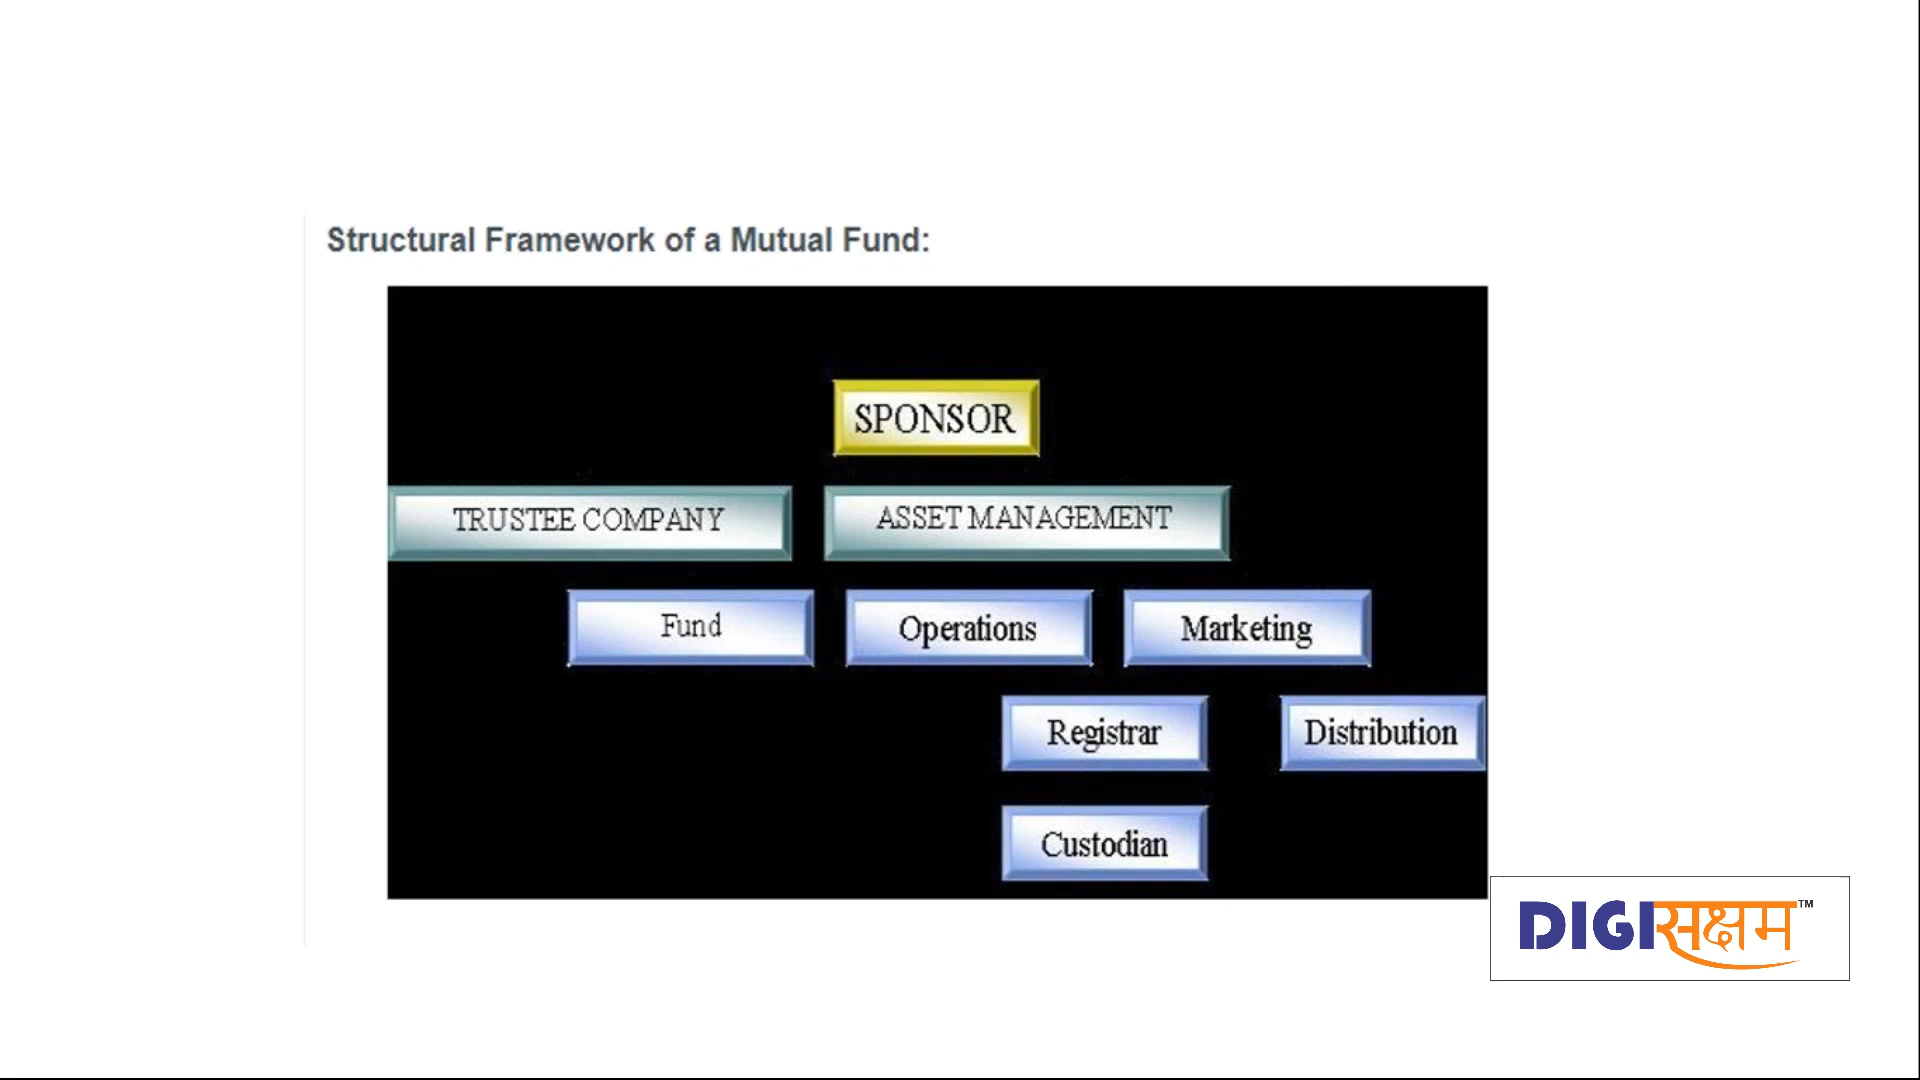 Structural Framework of a Mutual Fund:
SPONSOR
TRUSTEE COMPANY
ASSET MANAGEMENT
Fund
Operations
Marketing
Registrar
Distribution
Custodian
DIGIसक्षम™